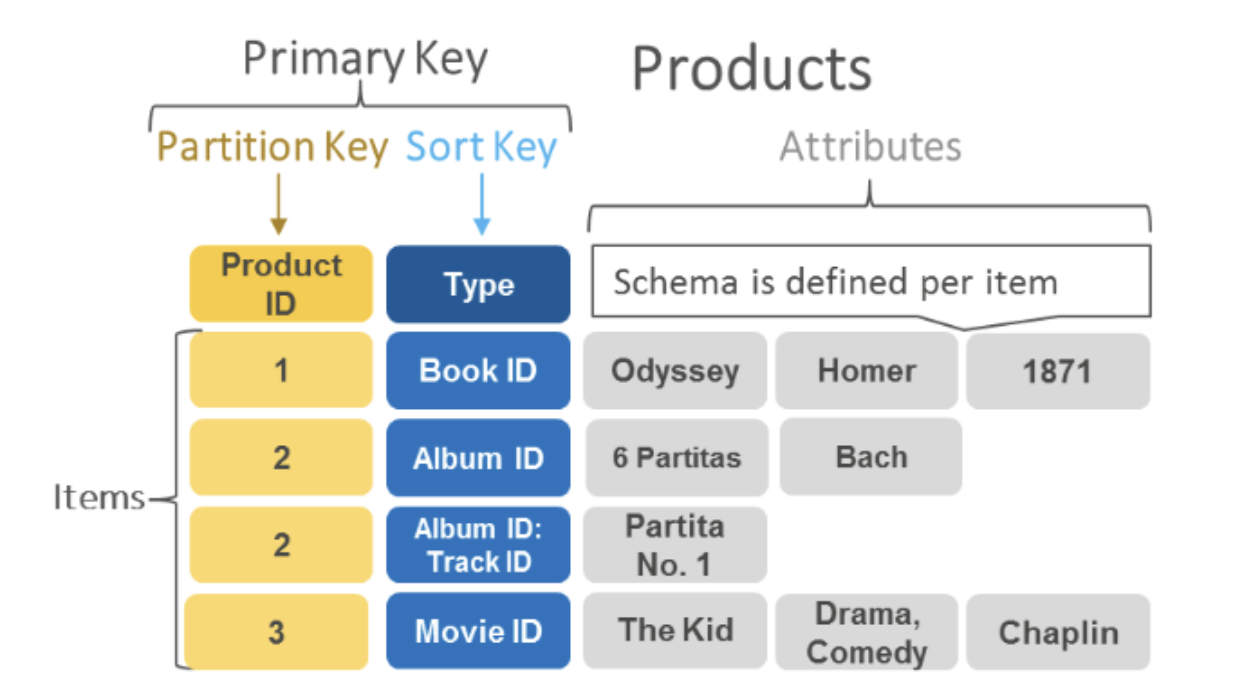 Primary Key
Products
Partition Key
Sort Key
Attributes
Product
ID
Type
Schema is defined per item
1
Book ID
Odyssey
Homer
1871
2
Album ID
6 Partitas
Bach
Items
2
Album ID:
Track ID
Partita
No. 1
3
Movie ID
The Kid
Drama,
Comedy
Chaplin